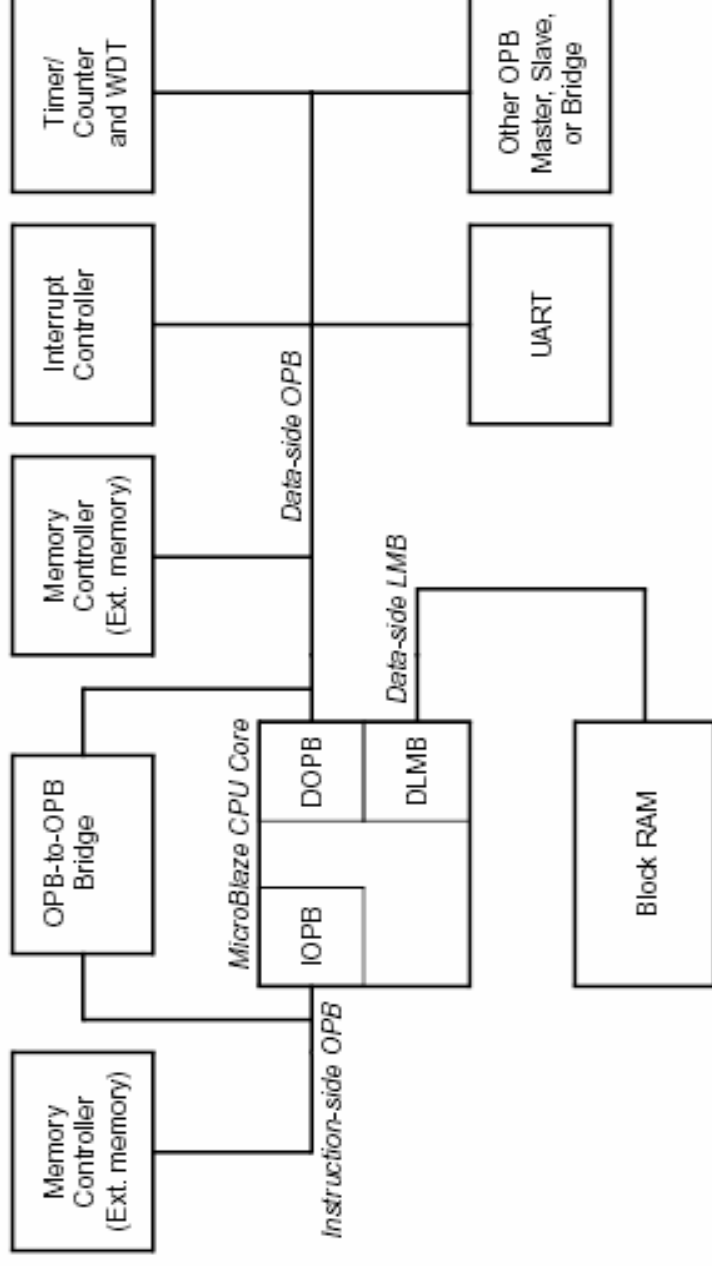 Memory
Controller
(Ext. memory)
OPB-to-OPB
Bridge
Memory
Controller
(Ext. memory)
Interrupt
Controller
Timer/
Counter
and WDT
MicroBlaze CPU Core
Data-side OPB
IOPB
DOPB
Instruction-side OPB
Data-side LMB
DLMB
UART
Other OPB
Master, Slave,
or Bridge
Block RAM